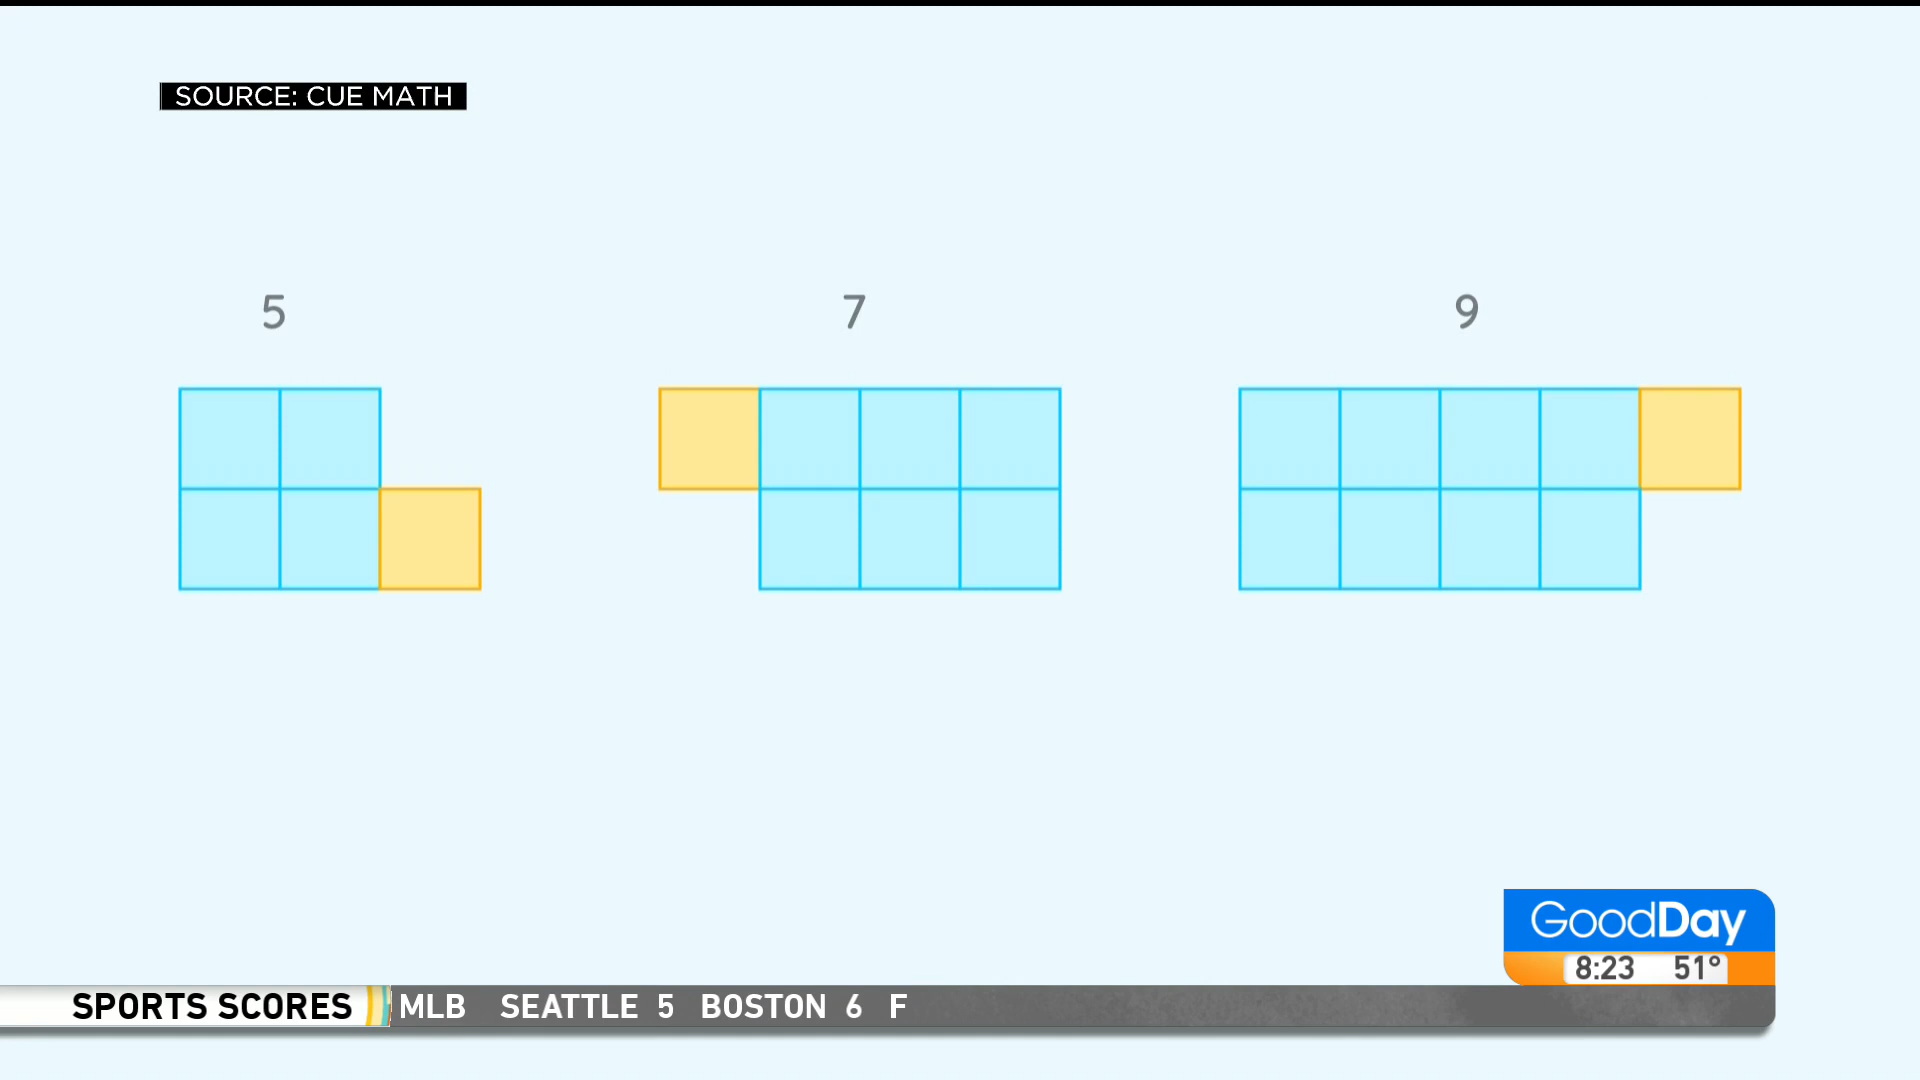 SOURCE: CUE MATH
5 7 9
GoodDay
8:23 51°
SPORTS SCORES MLB SEATTLE 5 BOSTON 6 F